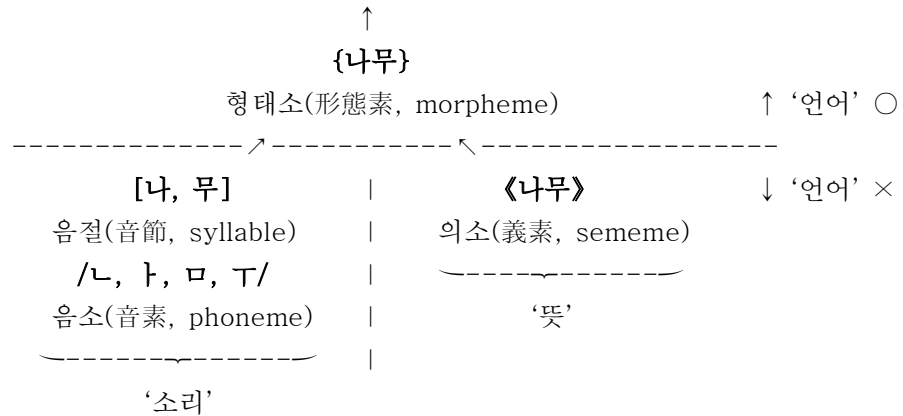 ↑
{나무}
형태소(形態素, morpheme) ↑ ‘언어’ ○
--------------↗-----------↖------------------
[나, 무] | 《나무》 ↓ ‘언어’ ×
음절(音節, syllable) | 의소(義素, sememe)
/ㄴ, ㅏ, ㅁ, ㅜ/ |
음소(音素, phoneme) | ‘뜻’
|
‘소리’